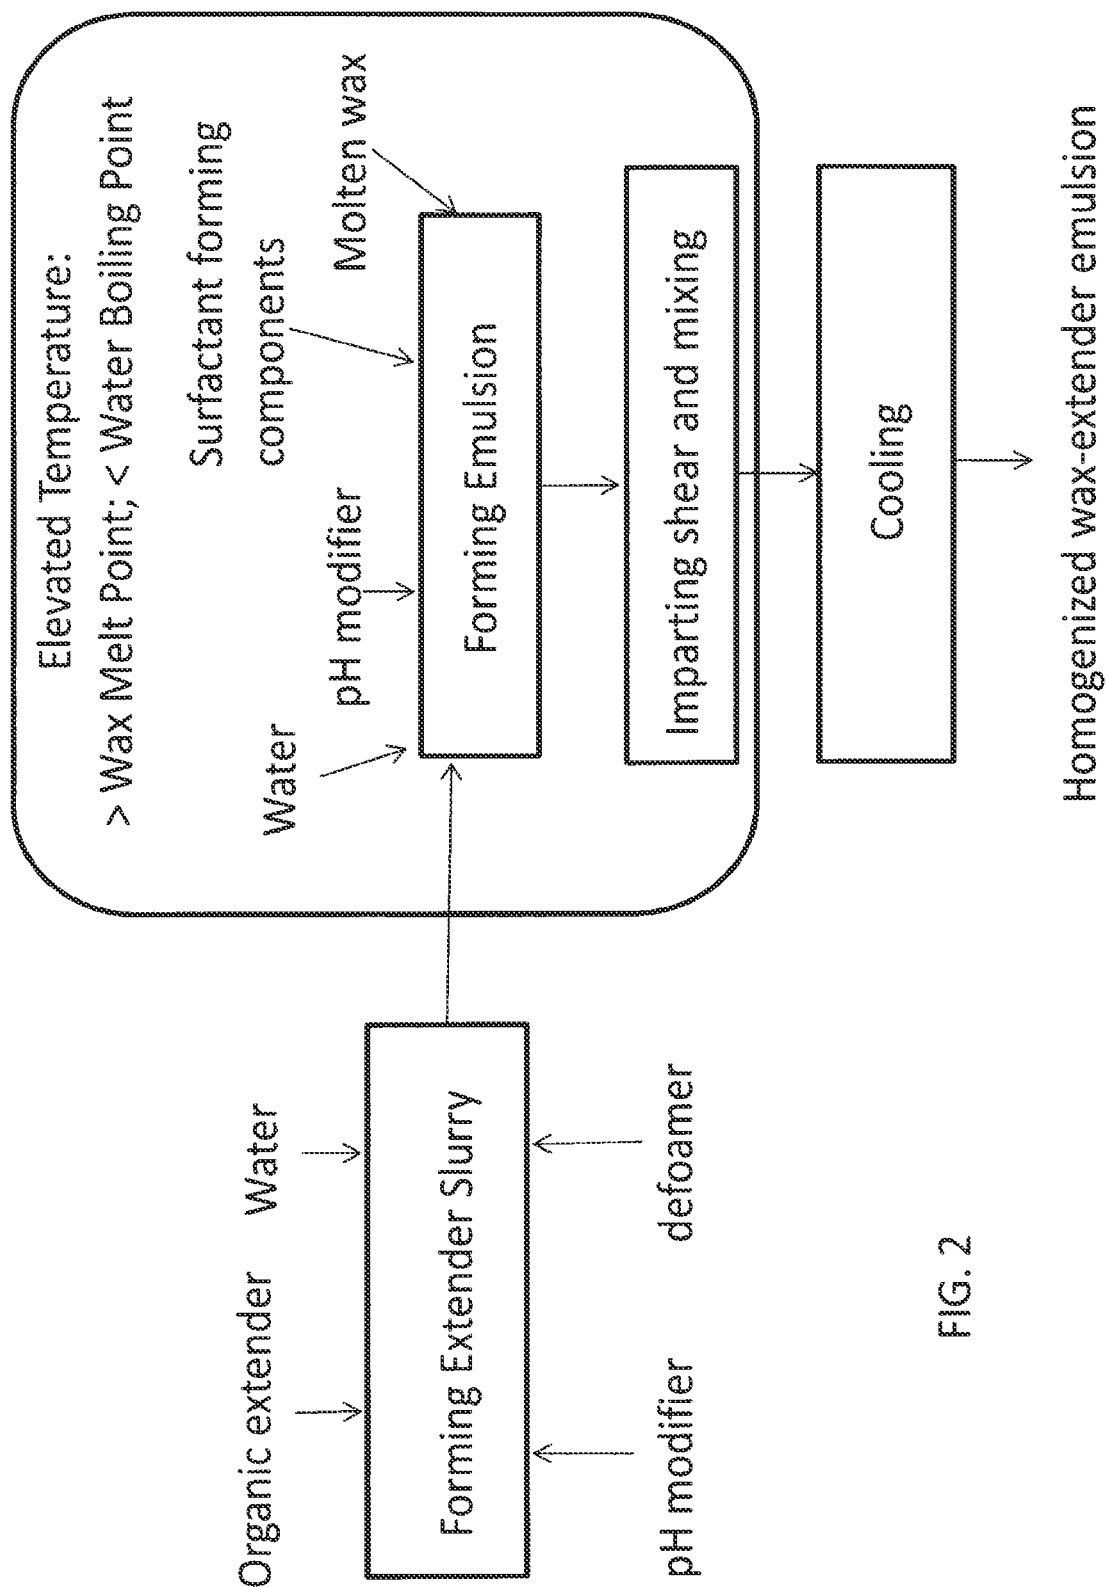 Elevated Temperature:
> Wax Melt Point; < Water Boiling Point
Surfactant forming
components
Water
pH modifier
Molten wax
Organic extender
Water
Forming Extender Slurry
Forming Emulsion
pH modifier
defoamer
Imparting shear and mixing
Cooling
Homogenized wax-extender emulsion
FIG. 2